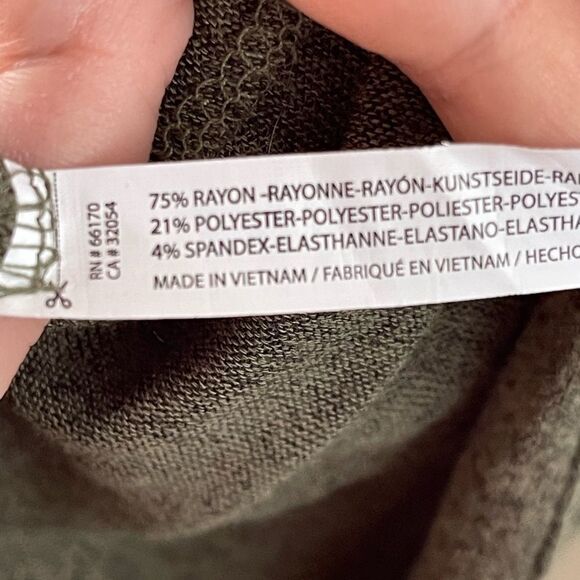 RN # 66170
CA # 32054
75% RAYON -RAYONNE-RAYÓN-KUNSTSEIDE-
21% POLYESTER-POLYESTER-POLIESTER-
4% SPANDEX-ELASTHANNE-ELASTANO-
MADE IN VIETNAM / FABRIQUÉ EN VIETNAM / HECHO